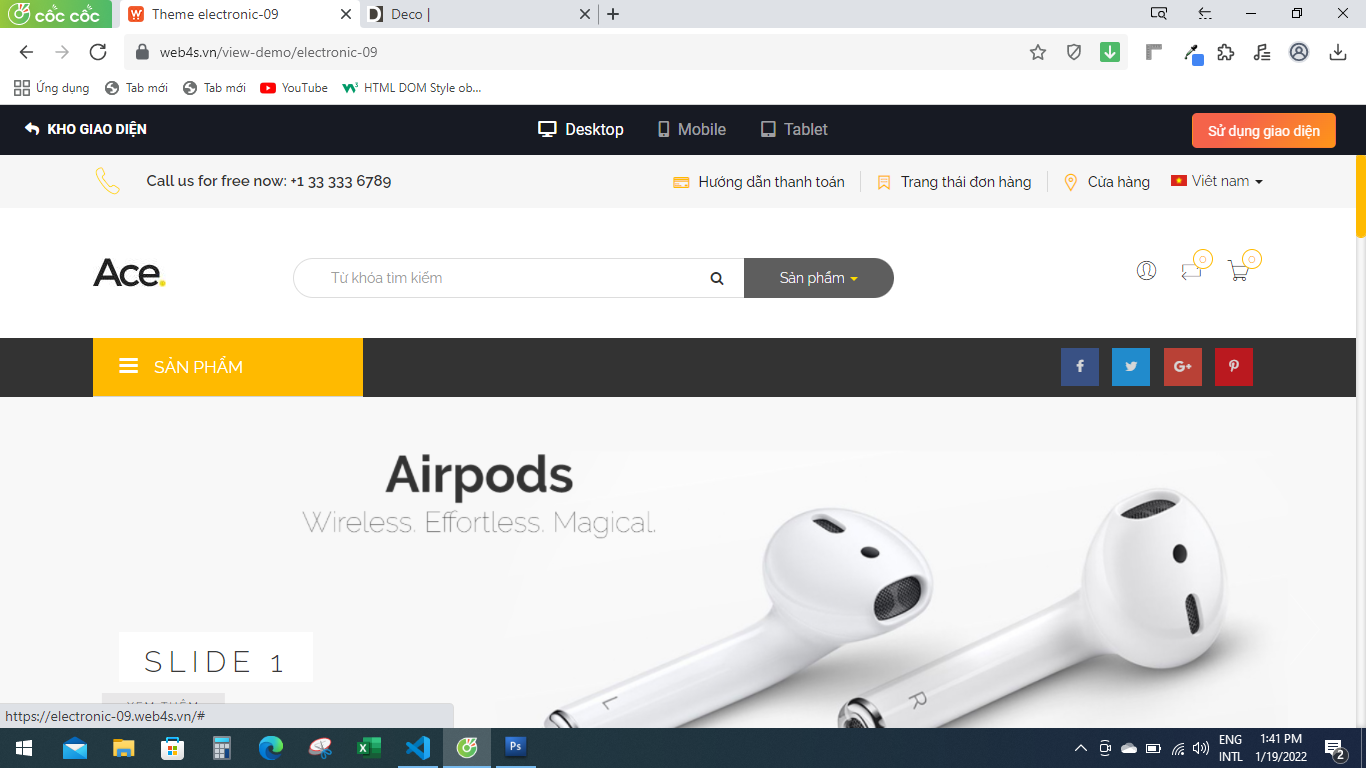 cốc cốc
Theme electronic-09
Deco |
web4s.vn/view-demo/electronic-09
Ứng dụng
Tab mới
Tab mới
YouTube
HTML DOM Style ob...
KHO GIAO DIỆN
Desktop
Mobile
Tablet
Sử dụng giao diện
Call us for free now: +1 33 333 6789
Hướng dẫn thanh toán
Trang thái đơn hàng
Cửa hàng
Việt nam
Ace.
Từ khóa tìm kiếm
Sản phẩm
0
0
SẢN PHẨM
Airpods
Wireless. Effortless. Magical.
SLIDE 1
L
R
https://electronic-09.web4s.vn/#
ENG
INTL
1:41 PM
1/19/2022
2